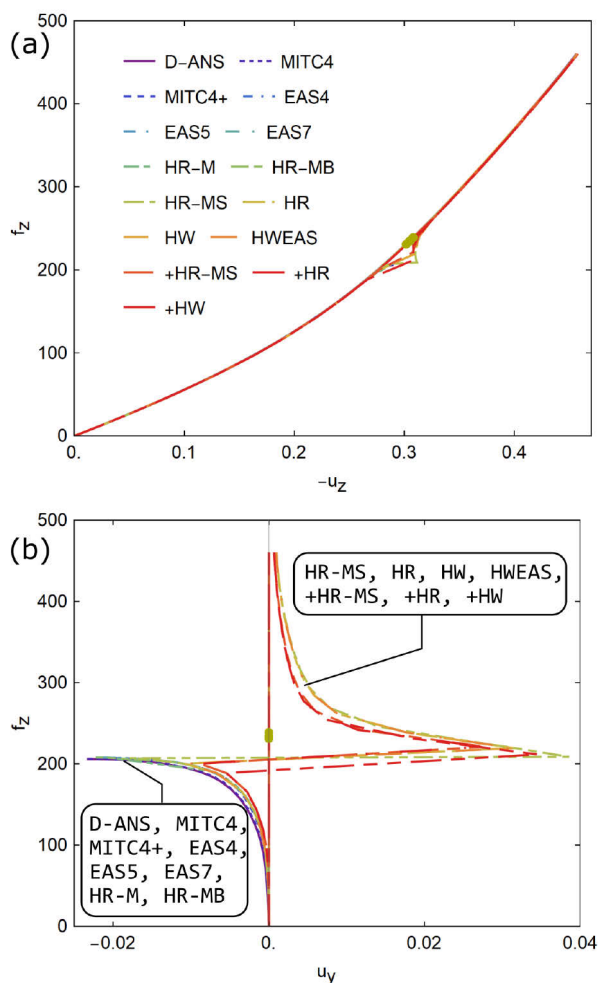 (a)
500
400
300
200
100
0
f_z
D-ANS MITC4
MITC4+ EAS4
EAS5 EAS7
HR-M HR-MB
HR-MS HR
HW HWEAS
+HR-MS +HR
+HW
0. 0.1 0.2 0.3 0.4
-u_z
(b)
500
400
300
200
100
0
f_z
HR-MS, HR, HW, HWEAS,
+HR-MS, +HR, +HW
D-ANS, MITC4,
MITC4+, EAS4,
EAS5, EAS7,
HR-M, HR-MB
-0.02 0. 0.02 0.04
u_y